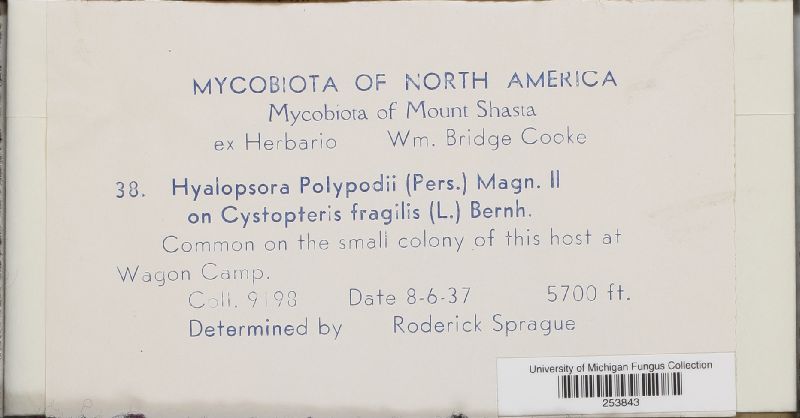 MYCOBIOTA OF NORTH AMERICA
Mycobiota of Mount Shasta
ex Herbario Wm. Bridge Cooke
38. Hyalopsora Polypodii (Pers.) Magn. II
on Cystopteris fragilis (L.) Bernh.
Common on the small colony of this host at
Wagon Camp.
Coll. 9198 Date 8-6-37 5700 ft.
Determined by Roderick Sprague
University of Michigan Fungus Collection
253843